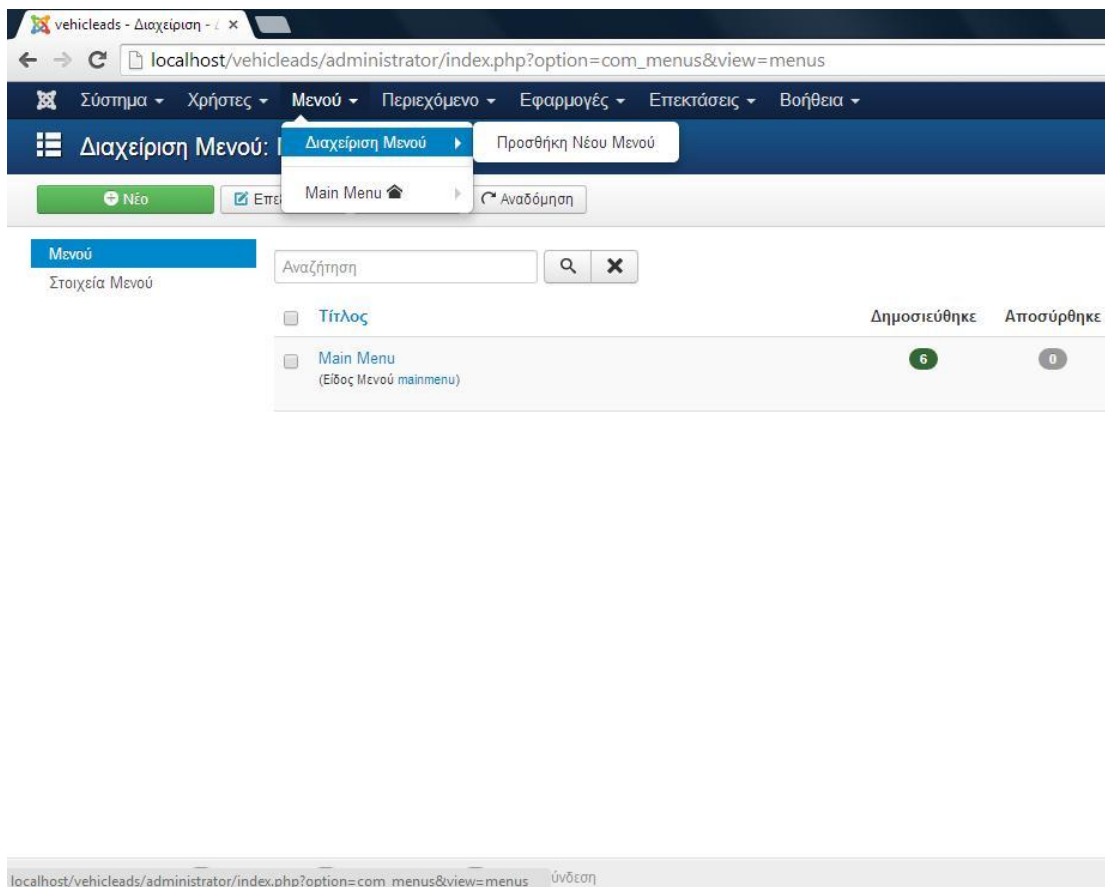 vehicleads - Διαχείριση -
localhost/vehicleads/administrator/index.php?option=com_menus&view=menus
Σύστημα Χρήστες Μενού Περιεχόμενο Εφαρμογές Επεκτάσεις Βοήθεια
Διαχείριση Μενού:
Διαχείριση Μενού
Προσθήκη Νέου Μενού
Main Menu
Νέο
Αναδόμηση
Μενού
Στοιχεία Μενού
Αναζήτηση
Τίτλος Δημοσιεύθηκε Αποσύρθηκε
Main Menu 6 0
(Είδος Μενού mainmenu)
localhost/vehicleads/administrator/index.php?option=com_menus&view=menus